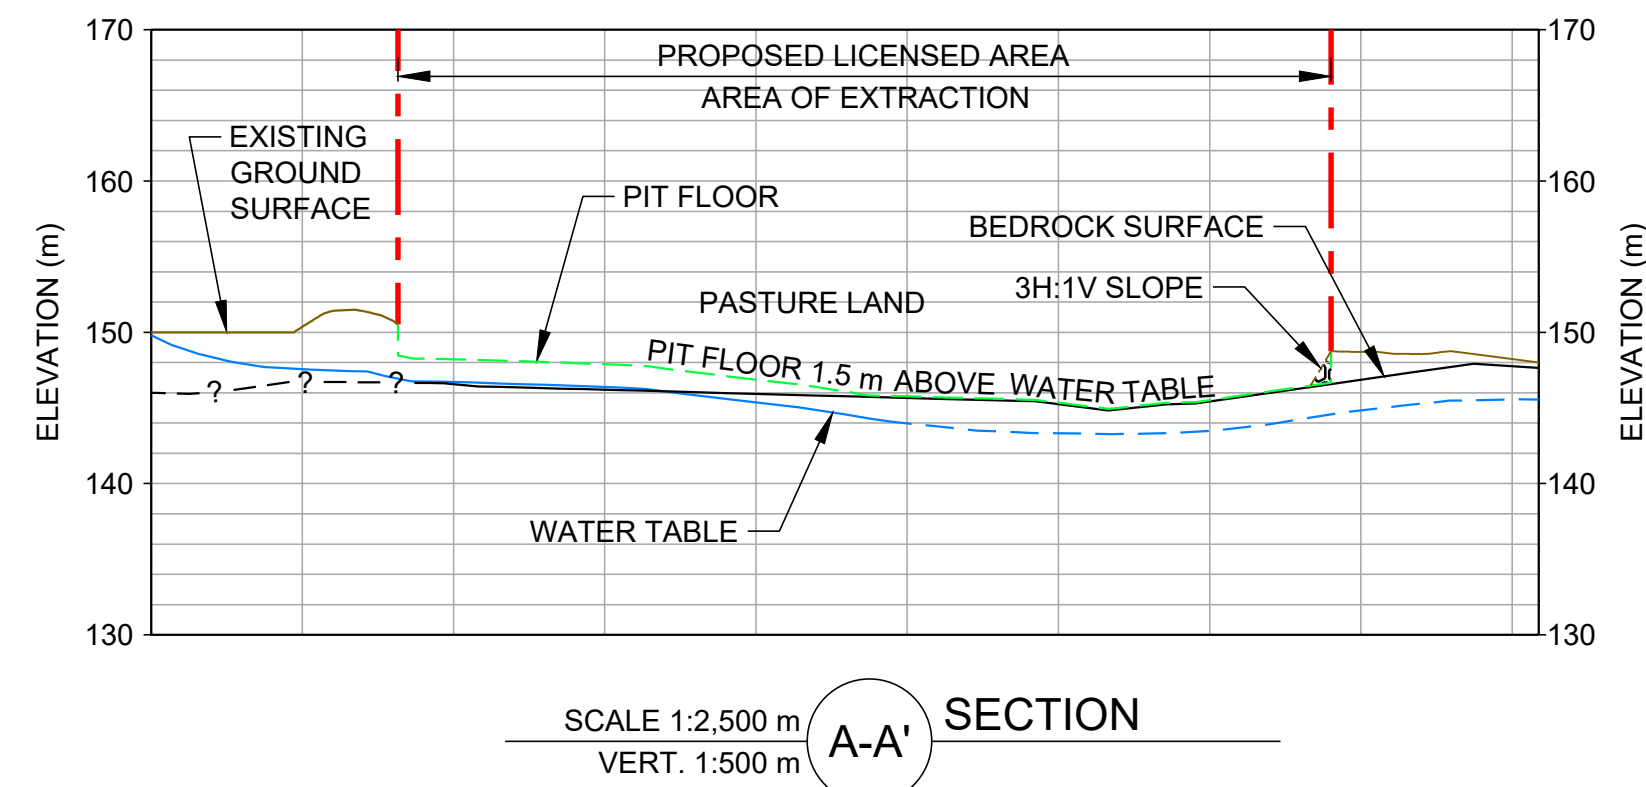 170
170
PROPOSED LICENSED AREA
AREA OF EXTRACTION
EXISTING
GROUND
SURFACE
160
160
PIT FLOOR
BEDROCK SURFACE
3H:1V SLOPE
PASTURE LAND
ELEVATION (m)
ELEVATION (m)
150
150
PIT FLOOR 1.5 m ABOVE WATER TABLE
? ? ?
140
140
WATER TABLE
130
130
SCALE 1:2,500 m
VERT. 1:500 m
A-A'
SECTION